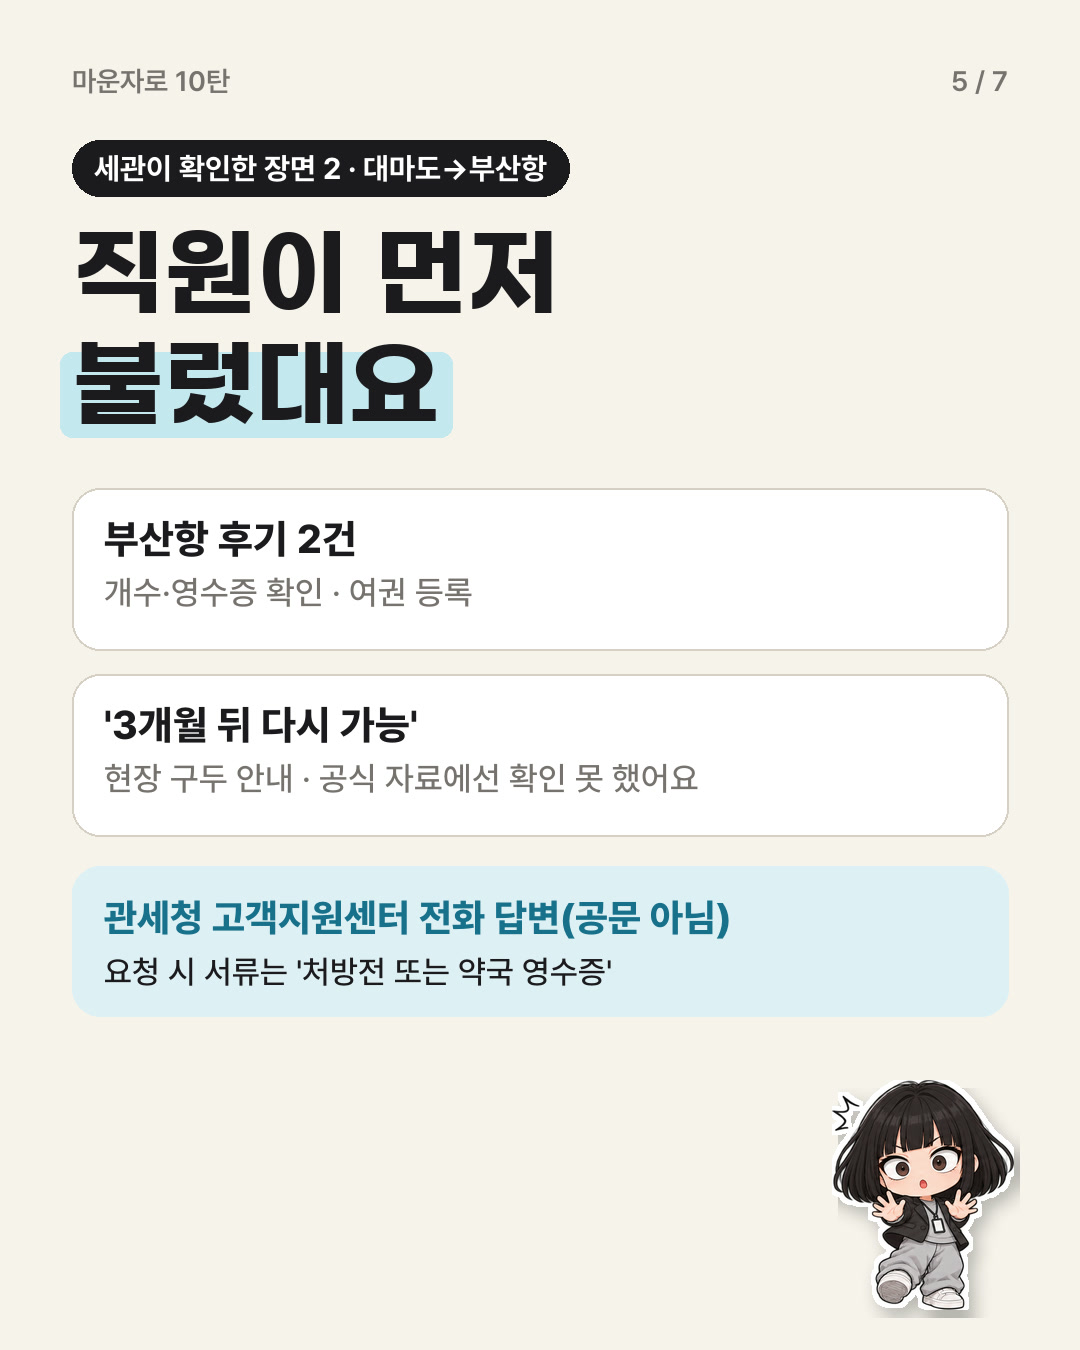 마운자로 10탄
5 / 7
세관이 확인한 장면 2 · 대마도→부산항
직원이 먼저
불렀대요
부산항 후기 2건
개수·영수증 확인 · 여권 등록
'3개월 뒤 다시 가능'
현장 구두 안내 · 공식 자료에선 확인 못 했어요
관세청 고객지원센터 전화 답변(공문 아님)
요청 시 서류는 '처방전 또는 약국 영수증'